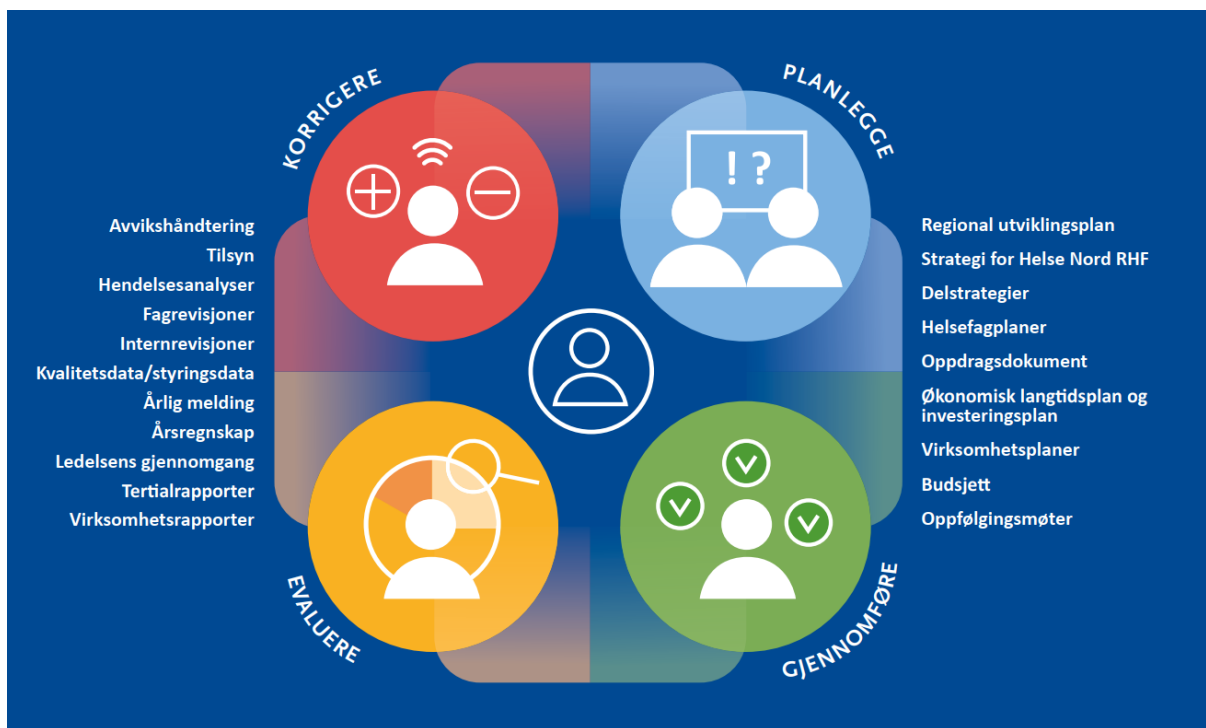 KORRIGERE
PLANLEGGE
! ?
Avvikshåndtering
Tilsyn
Hendelsesanalyser
Fagrevisjoner
Internrevisjoner
Kvalitetsdata/styringsdata
Årlig melding
Årsregnskap
Ledelsens gjennomgang
Tertialrapporter
Virksomhetsrapporter
Regional utviklingsplan
Strategi for Helse Nord RHF
Delstrategier
Helsefagplaner
Oppdragsdokument
Økonomisk langtidsplan og
investeringsplan
Virksomhetsplaner
Budsjett
Oppfølgingsmøter
EVALUERE
GJENNOMFØRE